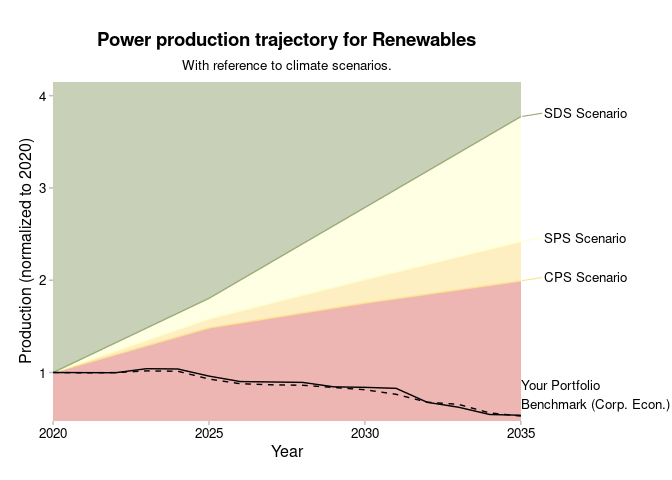 Power production trajectory for Renewables
With reference to climate scenarios.
Production (normalized to 2020)
4
3
2
1
SDS Scenario
SPS Scenario
CPS Scenario
Your Portfolio
Benchmark (Corp. Econ.)
2020
2025
2030
2035
Year